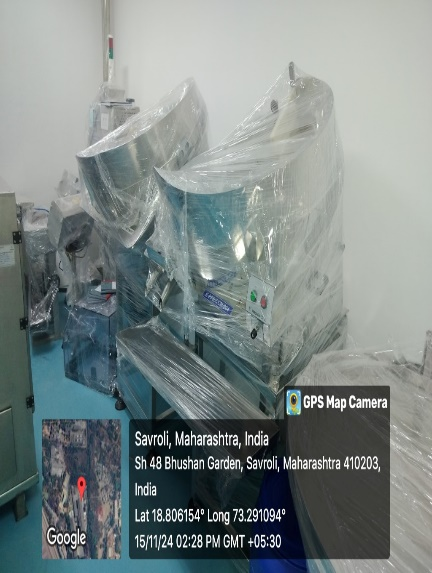 GPS Map Camera
Savroli, Maharashtra, India
Sh 48 Bhushan Garden, Savroli, Maharashtra 410203,
India
Lat 18.806154° Long 73.291094°
15/11/24 02:28 PM GMT +05:30
Google